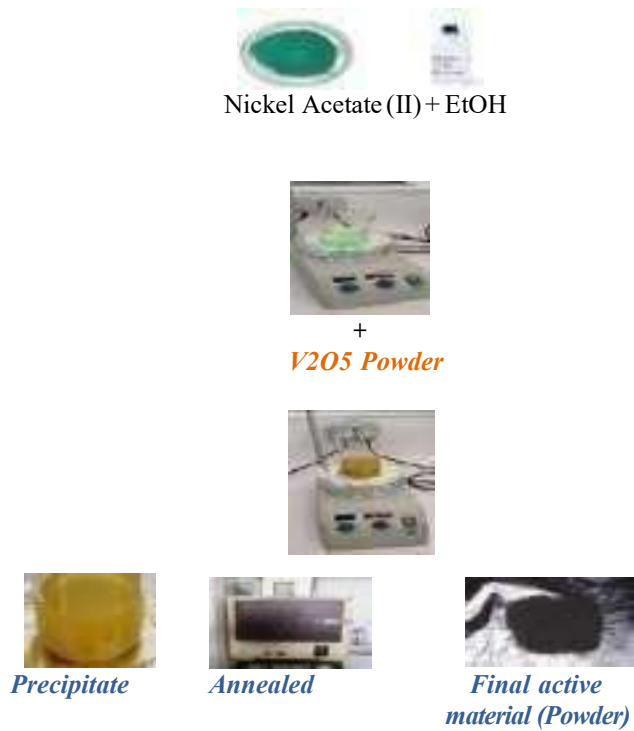 Nickel Acetate (II) + EtOH
+
V2O5 Powder
Precipitate
Annealed
Final active
material (Powder)